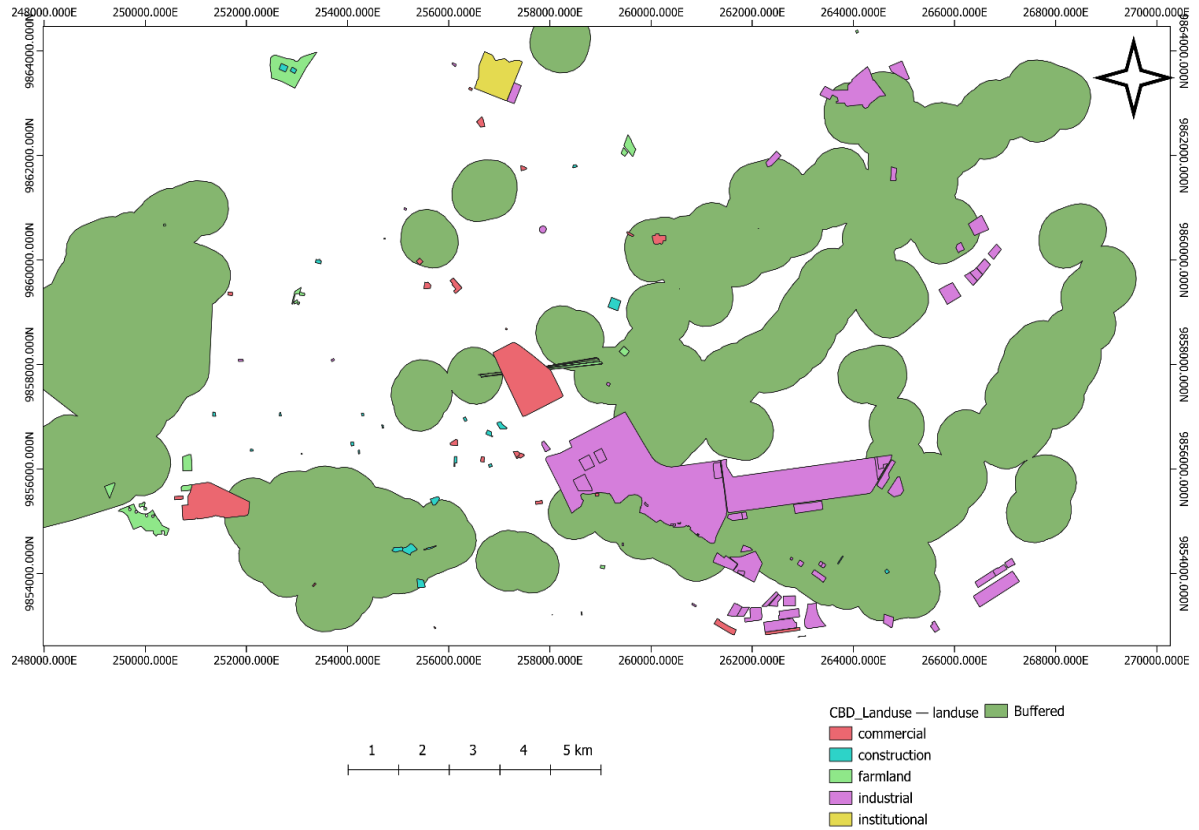 248000.000E 250000.000E 252000.000E 254000.000E 256000.000E 258000.000E 260000.000E 262000.000E 264000.000E 266000.000E 268000.000E 270000.000E
9864000.000N 9864000.000N
9862000.000N 9862000.000N
9860000.000N 9860000.000N
9858000.000N 9858000.000N
9856000.000N 9856000.000N
9854000.000N 9854000.000N
248000.000E 250000.000E 252000.000E 254000.000E 256000.000E 258000.000E 260000.000E 262000.000E 264000.000E 266000.000E 268000.000E 270000.000E
CBD_Landuse — landuse Buffered
commercial
1 2 3 4 5 km
construction
farmland
industrial
institutional